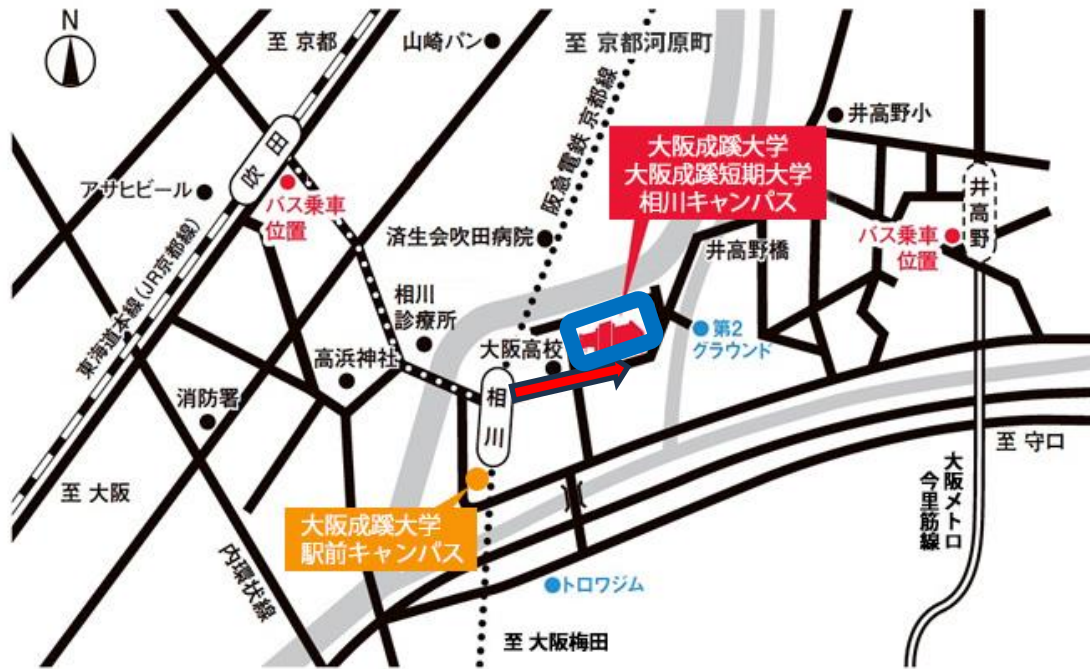 N
至 京都
山崎パン
至 京都河原町
阪急電鉄 京都線
井高野小
大阪成蹊大学
大阪成蹊短期大学
相川キャンパス
吹田
アサヒビール
バス乗車
位置
済生会吹田病院
井高野橋
井高野
バス乗車
位置
東海道本線(JR京都線)
相川
診療所
第2
グラウンド
大阪高校
高浜神社
相川
消防署
至 守口
至 大阪
大阪メトロ
今里筋線
大阪成蹊大学
駅前キャンパス
内環状線
トロワジム
至 大阪梅田